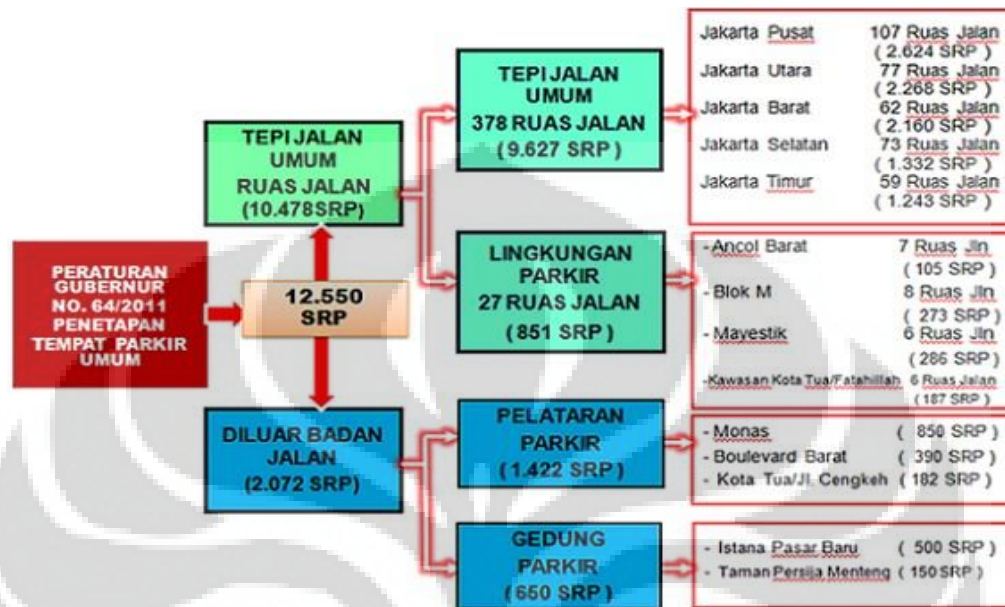 PERATURAN
GUBERNUR
NO. 64/2011
PENETAPAN
TEMPAT PARKIR
UMUM
12.550
SRP
TEPI JALAN
UMUM
RUAS JALAN
(10.478SRP)
DILUAR BADAN
JALAN
(2.072 SRP)
TEPI JALAN
UMUM
378 RUAS JALAN
(9.627 SRP )
LINGKUNGAN
PARKIR
27 RUAS JALAN
(851 SRP )
PELATARAN
PARKIR
(1.422 SRP )
GEDUNG
PARKIR
(650 SRP )
Jakarta Pusat 107 Ruas Jalan
( 2.624 SRP )
Jakarta Utara 77 Ruas Jalan
( 2.268 SRP )
Jakarta Barat 62 Ruas Jalan
( 2.160 SRP )
Jakarta Selatan 73 Ruas Jalan
( 1.332 SRP )
Jakarta Timur 59 Ruas Jalan
( 1.243 SRP )
-Ancol Barat 7 Ruas Jln
(105 SRP )
-Blok M 8 Ruas Jln
( 273 SRP )
-Mayestik 6 Ruas Jln
(286 SRP )
-Kawasan Kota Tua/Fatahillah 6 Ruas Jalan
(187 SRP )
- Monas ( 850 SRP )
- Boulevard Barat ( 390 SRP )
- Kota Tua/Jl. Cengkeh ( 182 SRP )
- Istana Pasar Baru ( 500 SRP )
- Taman Persija Menteng ( 150 SRP )